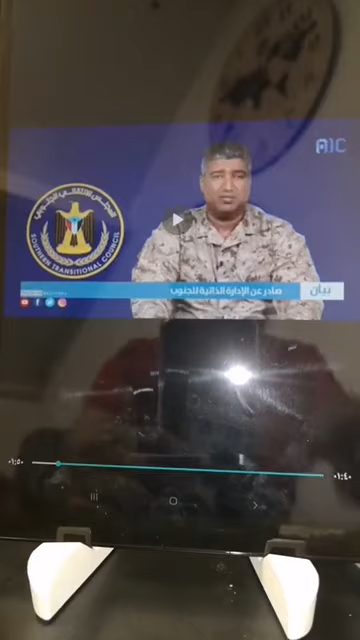 AIC
المجلس الانتقالي الجنوبي
SOUTHERN TRANSITIONAL COUNCIL
بيان
صادر عن الإدارة الذاتية للجنوب